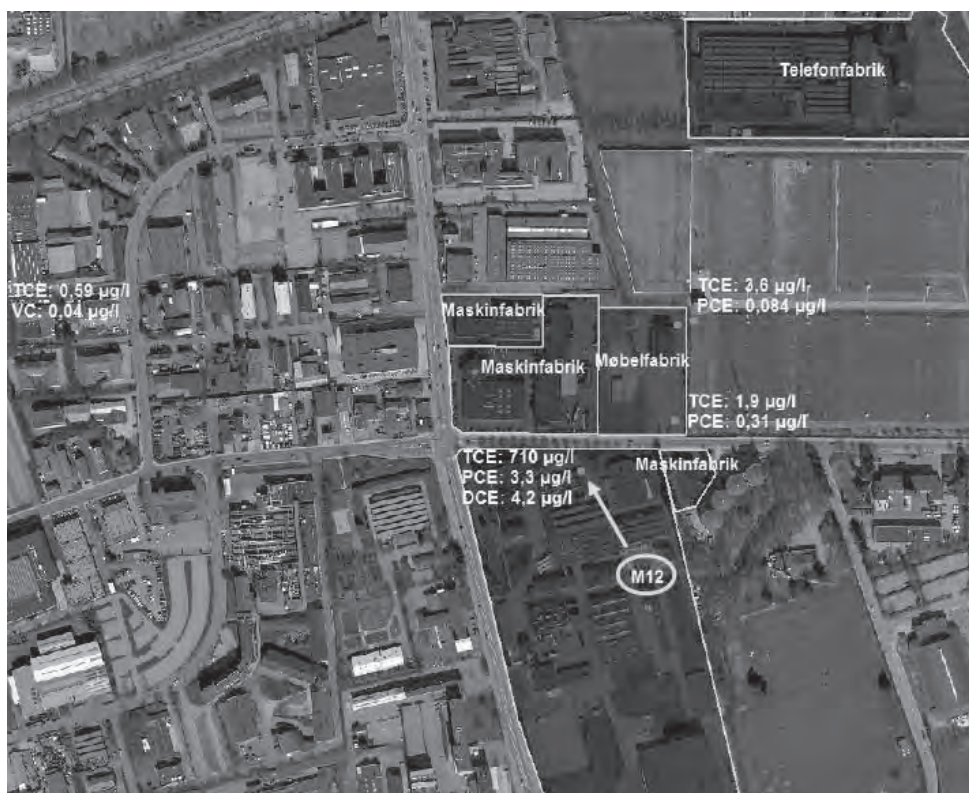 Telefonfabrik
TCE: 0,59 µg/l
VC: 0,04 µg/l
TCE: 3,6 µg/l
PCE: 0,084 µg/l
Maskinfabrik
Maskinfabrik
Møbelfabrik
TCE: 1,9 µg/l
PCE: 0,31 µg/l
TCE: 710 µg/l
PCE: 3,3 µg/l
DCE: 4,2 µg/l
Maskinfabrik
M12